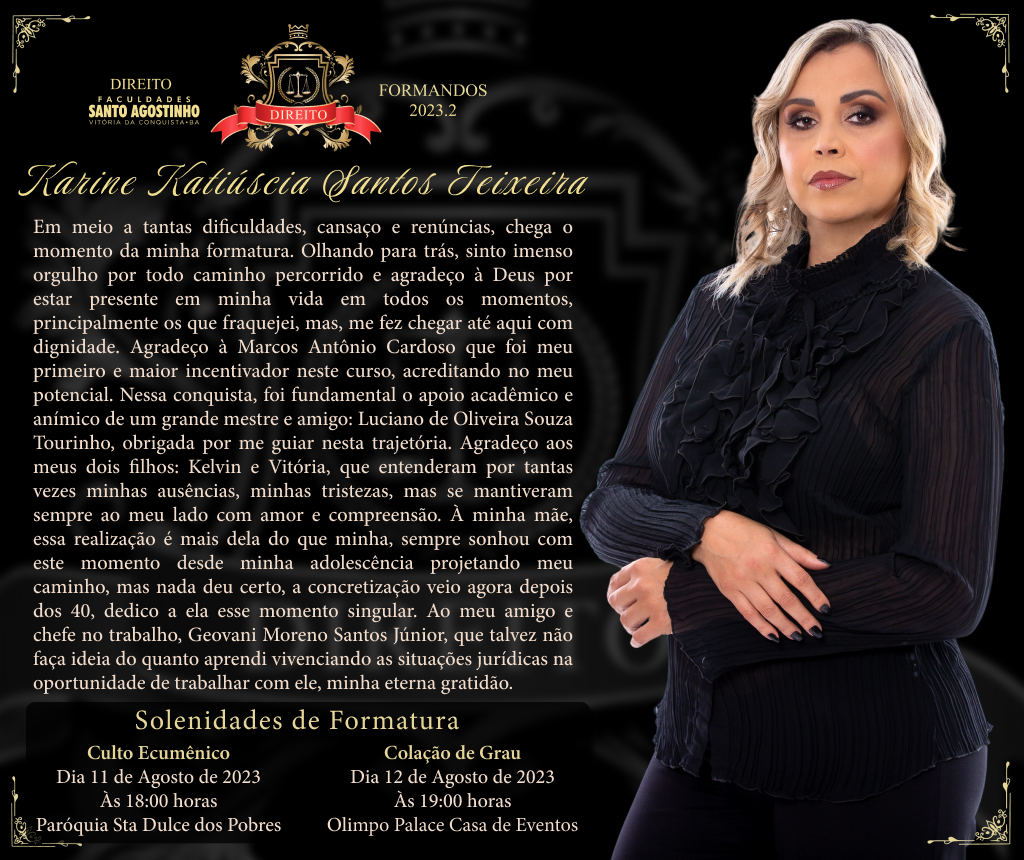 DIREITO
FACULDADES
SANTO AGOSTINHO
VITÓRIA DA CONQUISTA•BA
DIREITO
FORMANDOS
2023.2
Karine Katiúscia Santos Teixeira
Em meio a tantas dificuldades, cansaço e renúncias, chega o
momento da minha formatura. Olhando para trás, sinto imenso
orgulho por todo caminho percorrido e agradeço à Deus por
estar presente em minha vida em todos os momentos,
principalmente os que fraquejei, mas, me fez chegar até aqui com
dignidade. Agradeço à Marcos Antônio Cardoso que foi meu
primeiro e maior incentivador neste curso, acreditando no meu
potencial. Nessa conquista, foi fundamental o apoio acadêmico e
anímico de um grande mestre e amigo: Luciano de Oliveira Souza
Tourinho, obrigada por me guiar nesta trajetória. Agradeço aos
meus dois filhos: Kelvin e Vitória, que entenderam por tantas
vezes minhas ausências, minhas tristezas, mas se mantiveram
sempre ao meu lado com amor e compreensão. À minha mãe,
essa realização é mais dela do que minha, sempre sonhou com
este momento desde minha adolescência projetando meu
caminho, mas nada deu certo, a concretização veio agora depois
dos 40, dedico a ela esse momento singular. Ao meu amigo e
chefe no trabalho, Geovani Moreno Santos Júnior, que talvez não
faça ideia do quanto aprendi vivenciando as situações jurídicas na
oportunidade de trabalhar com ele, minha eterna gratidão.
Solenidades de Formatura
Culto Ecumênico
Dia 11 de Agosto de 2023
Às 18:00 horas
Paróquia Sta Dulce dos Pobres
Colação de Grau
Dia 12 de Agosto de 2023
Às 19:00 horas
Olimpo Palace Casa de Eventos